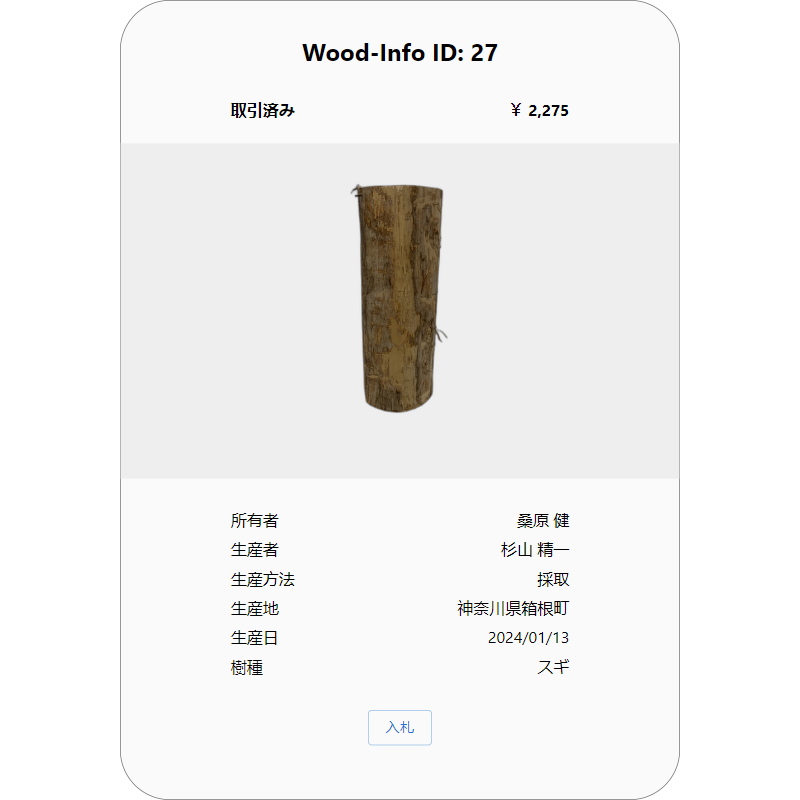 Wood-Info ID: 27
取引済み ￥ 2,275
所有者 桑原 健
生産者 杉山 精一
生産方法 採取
生産地 神奈川県箱根町
生産日 2024/01/13
樹種 スギ
入札